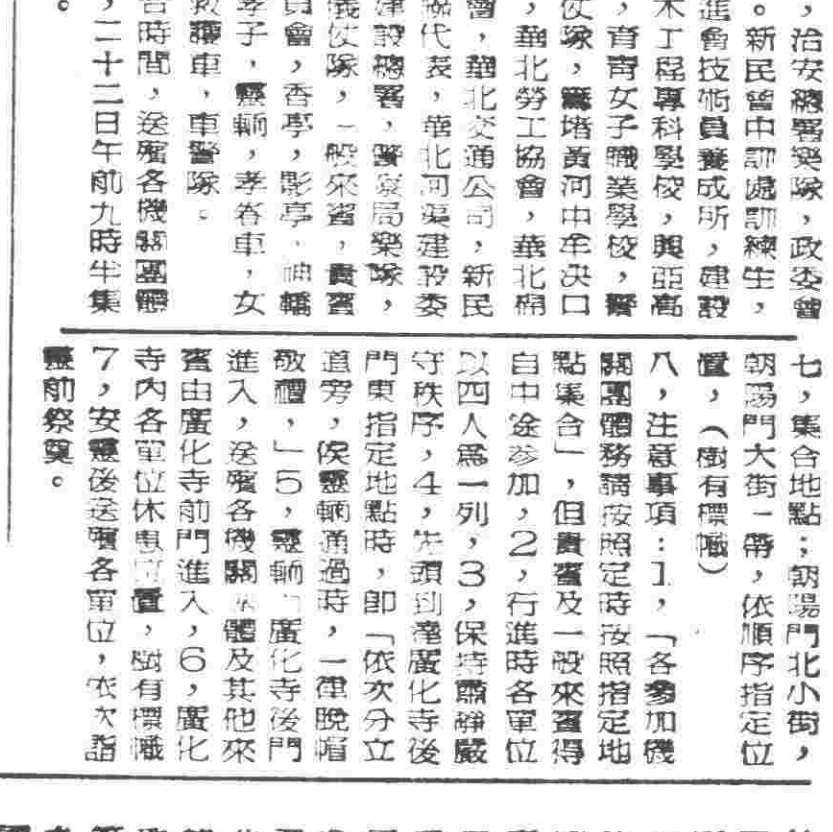 ，治安總署樂隊，政委會
。新民會中訓處訓練生，
進會技術員養成所，建設
木工程專科學校，興亞高
，育青女子職業學校，警
仗隊，黃河中牟决口
，華北勞工協會，華北棉
會，華北交通公司，新民
代表，華北河渠建設委
建設總署，警察局樂隊，
儀仗隊，一般來賓，貴賓
員會，香亭，影亭，神轎
孝子，靈輀，孝眷車，女
救護車，車警隊。
時間，送殯各機關團體
，二十二日午前九時半集
。
七，集合地點；朝陽門北小街，
朝陽門大街一帶，依順序指定位
置，（樹有標幟）
八，注意事項：1，「各參加機
關團體務請按照定時按照指定地
點集合」，但貴賓及一般來賓得
自中途參加，2，行進時各單位
以四人爲一列，3，保持肅靜嚴
守秩序，4，先頭到達廣化寺後
門東指定地點時，即「依次分立
道旁，俟靈輀通過時，一律脫帽
敬禮，」5，靈輀由廣化寺後門
進入，送殯各機關團體及其他來
賓由廣化寺前門進入，6，廣化
寺內各單位休息位置，樹有標幟
7，安靈後送殯各單位，依次詣
靈前祭奠。